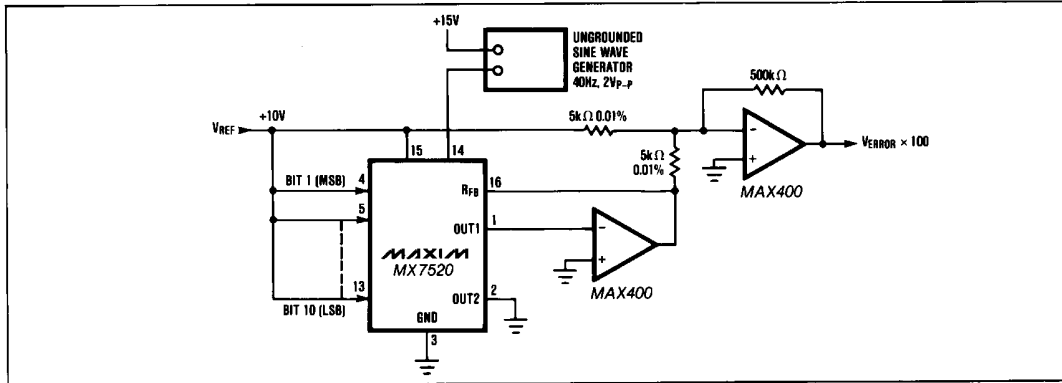 +15V
UNGROUNDED
SINE WAVE
GENERATOR
40Hz, 2VP-P
500kΩ
+10V
5kΩ 0.01%
VREF
15
14
5kΩ
0.01%
VERROR × 100
MAX400
BIT 1 (MSB)
4
RFB
16
5
OUT1
1
MAXIM
MX7520
MAX400
13
BIT 10 (LSB)
OUT2
2
GND
3
-
+
-
+